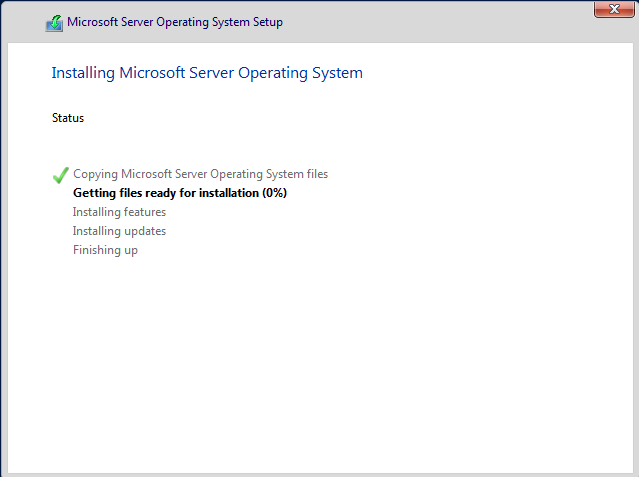 Microsoft Server Operating System Setup
Installing Microsoft Server Operating System
Status
Copying Microsoft Server Operating System files
Getting files ready for installation (0%)
Installing features
Installing updates
Finishing up